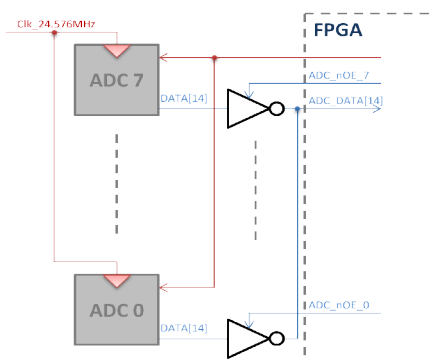 Clk_24.576MHz
FPGA
ADC 7
ADC_nOE_7
DATA[14]
ADC_DATA[14]
ADC 0
ADC_nOE_0
DATA[14]